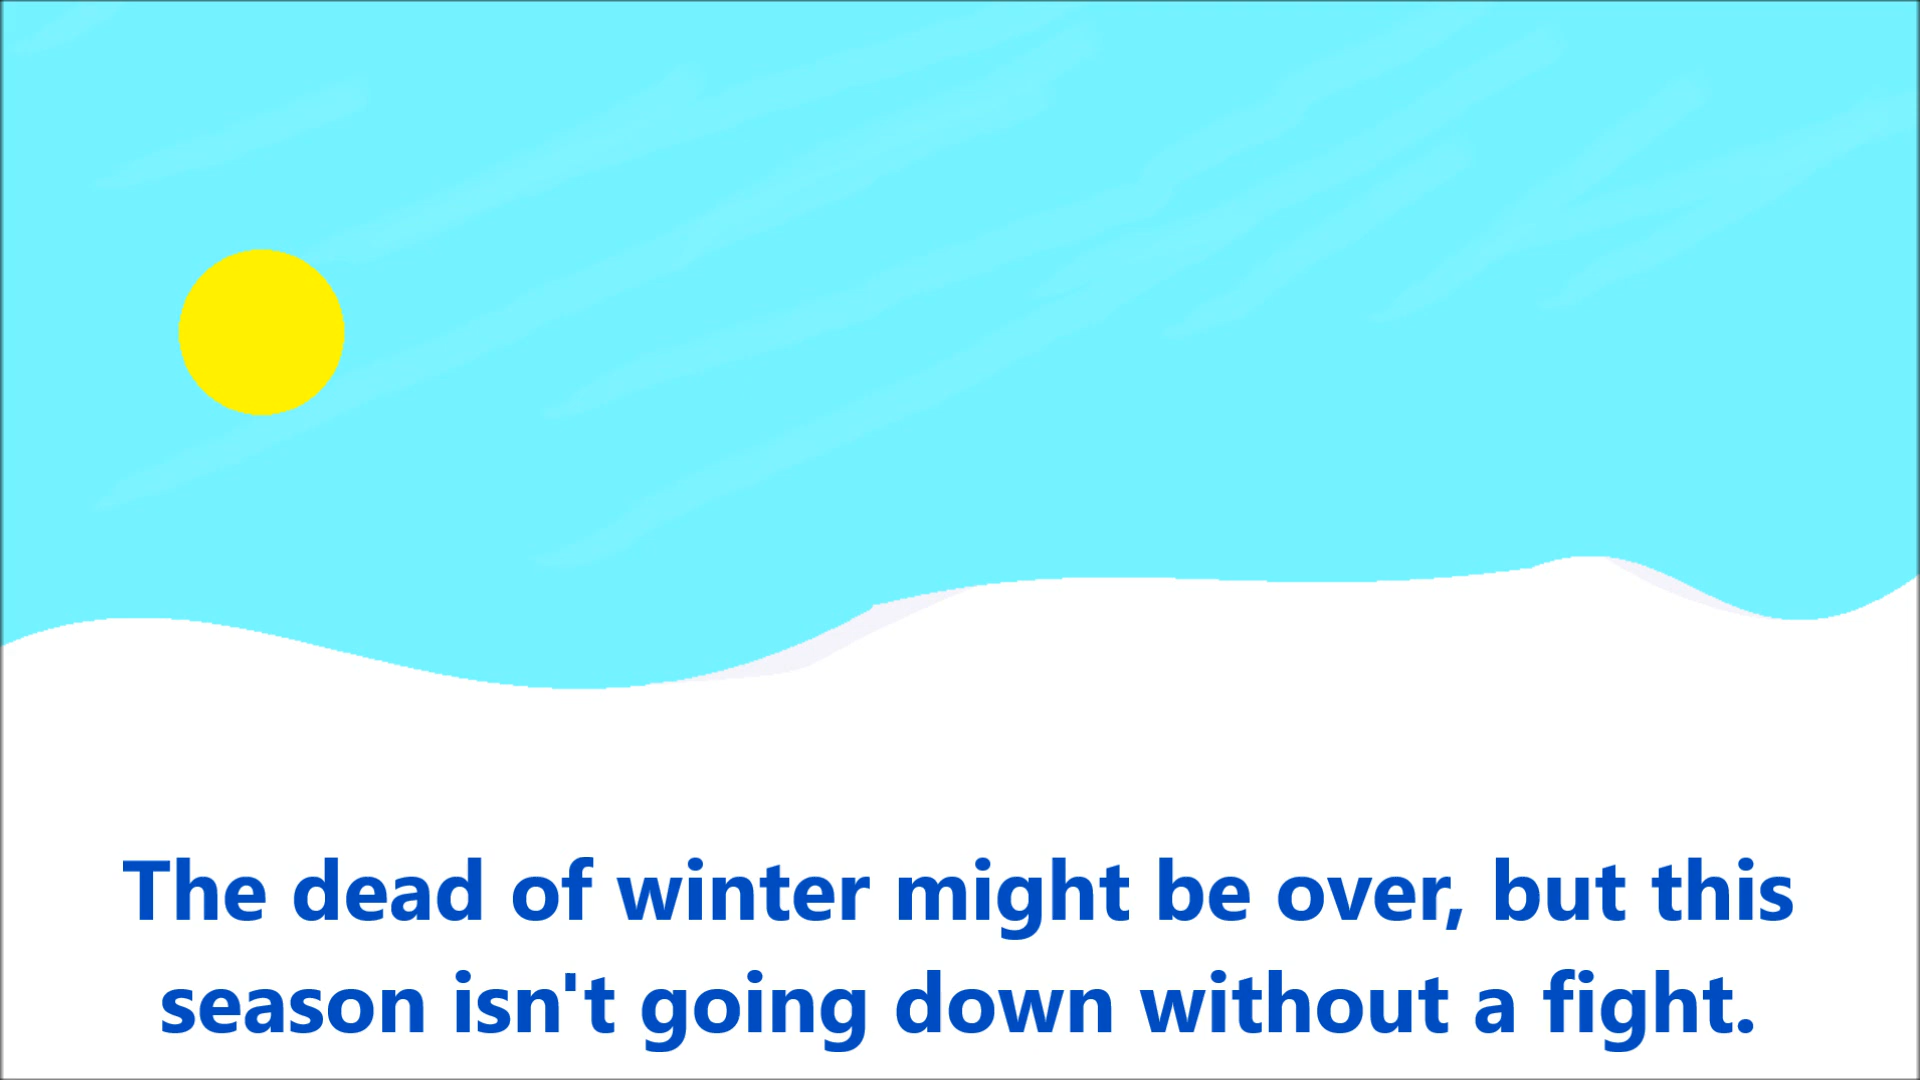 The dead of winter might be over, but this
season isn't going down without a fight.